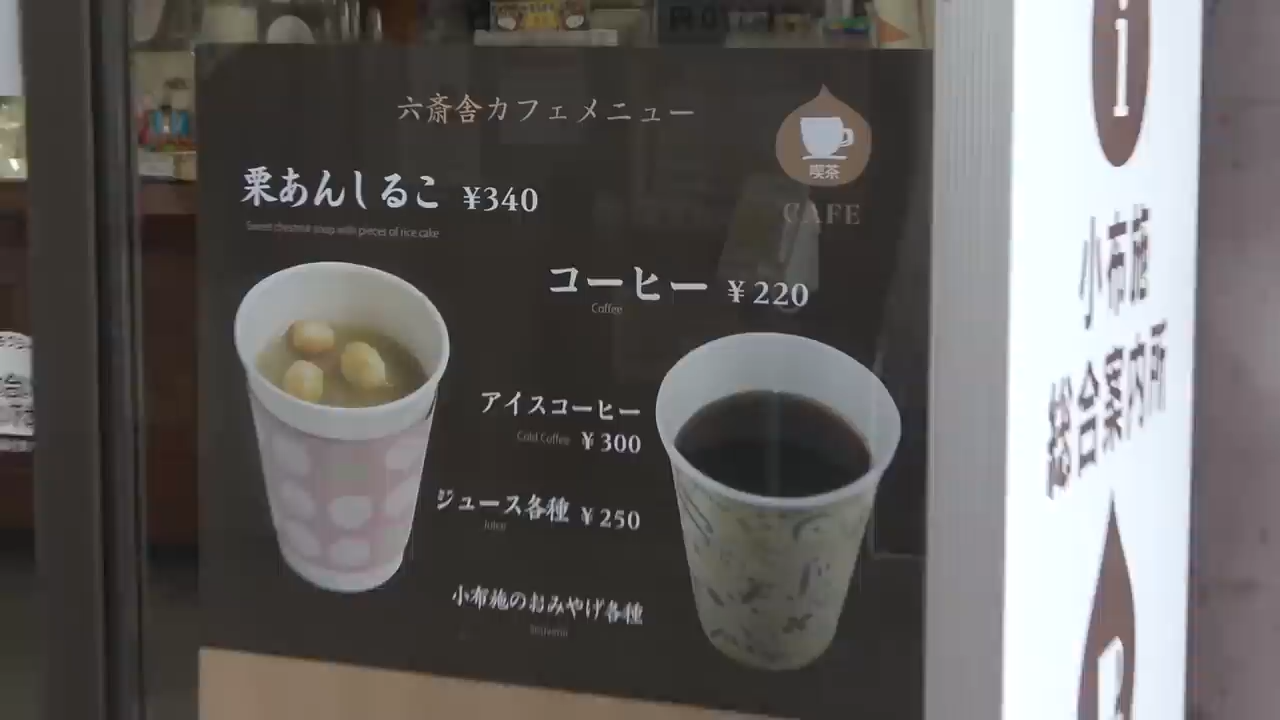 六斎舎カフェメニュー
喫茶
CAFE
栗あんしるこ ¥340
Sweet chestnut soup with pieces of rice cake
コーヒー ¥220
Coffee
アイスコーヒー
Cold Coffee ¥300
ジュース各種 ¥250
Juice
小布施のおみやげ各種
Souvenir
i
小布施
総合案内所